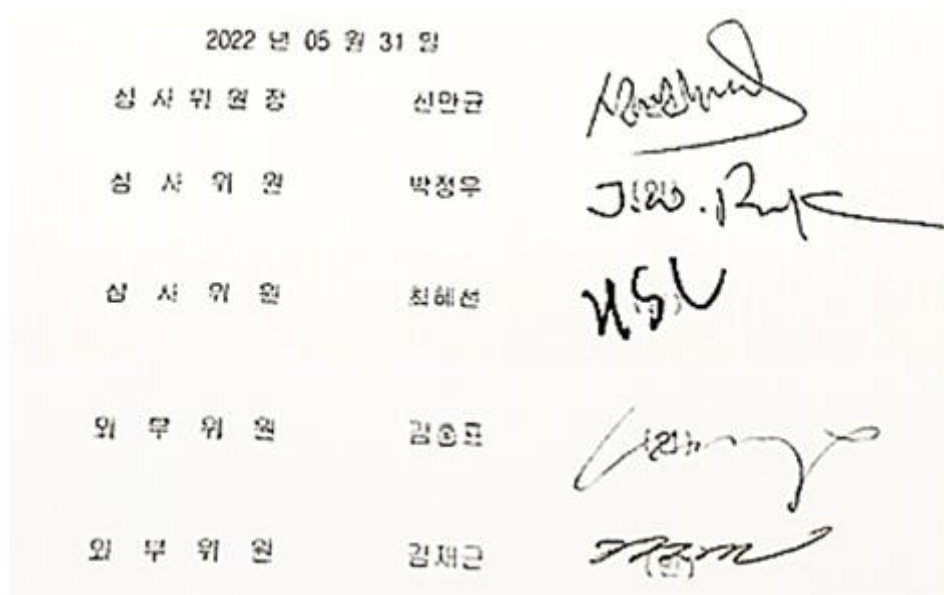 2022 년 05 월 31 일
심 사 위 원 장 신만균
심 사 위 원 박정우 J.W. Park
심 사 위 원 최혜선
외 부 위 원
외 부 위 원 김재근 (인)